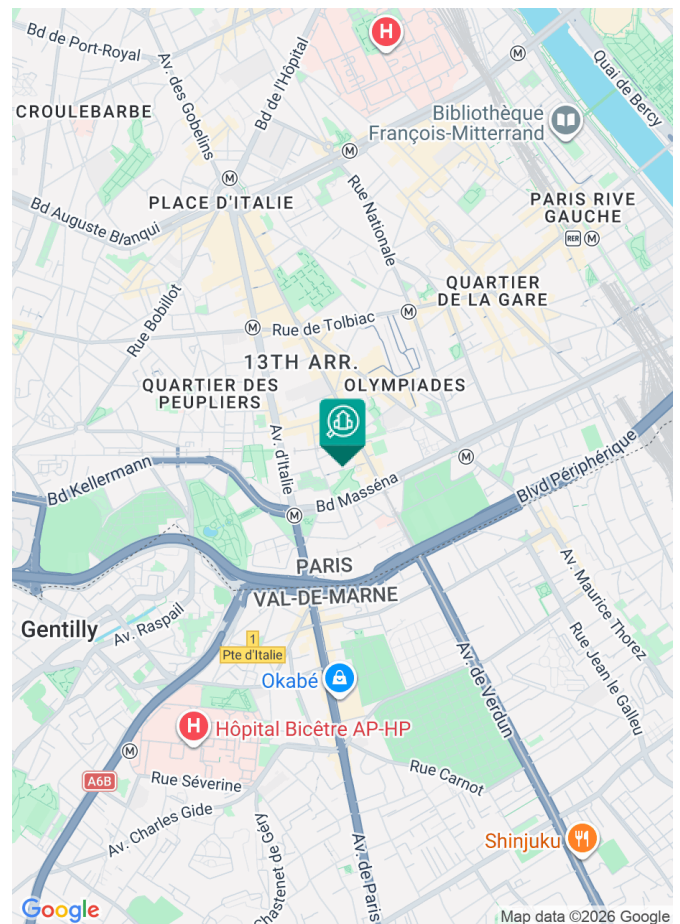 Bd de Port-Royal
H
Quai de Bercy
Av. des Gobelins
Bd de l'Hôpital
M
CROULEBARBE
Bibliothèque
François-Mitterrand
M
M
PLACE D'ITALIE
Rue Nationale
PARIS RIVE
GAUCHE
RER M
Bd Auguste Blanqui
QUARTIER
DE LA GARE
Rue Bobillot
M
Rue de Tolbiac
M
13TH ARR.
QUARTIER DES
PEUPLIERS
OLYMPIADES
Av. d'Italie
M
Bd Kellermann
Bd Masséna
Blvd Périphérique
M
PARIS
VAL-DE-MARNE
Gentilly
Av. Raspail
1
Pte d'Italie
Av. Maurice Thorez
Rue Jean le Galleu
Av. de Verdun
Okabé
H
Hôpital Bicêtre AP-HP
M
Rue Carnot
A6B
Rue Séverine
Av. Charles Gide
Chastenet de Géry
Av. de Paris
Shinjuku
Google
Map data ©2026 Google